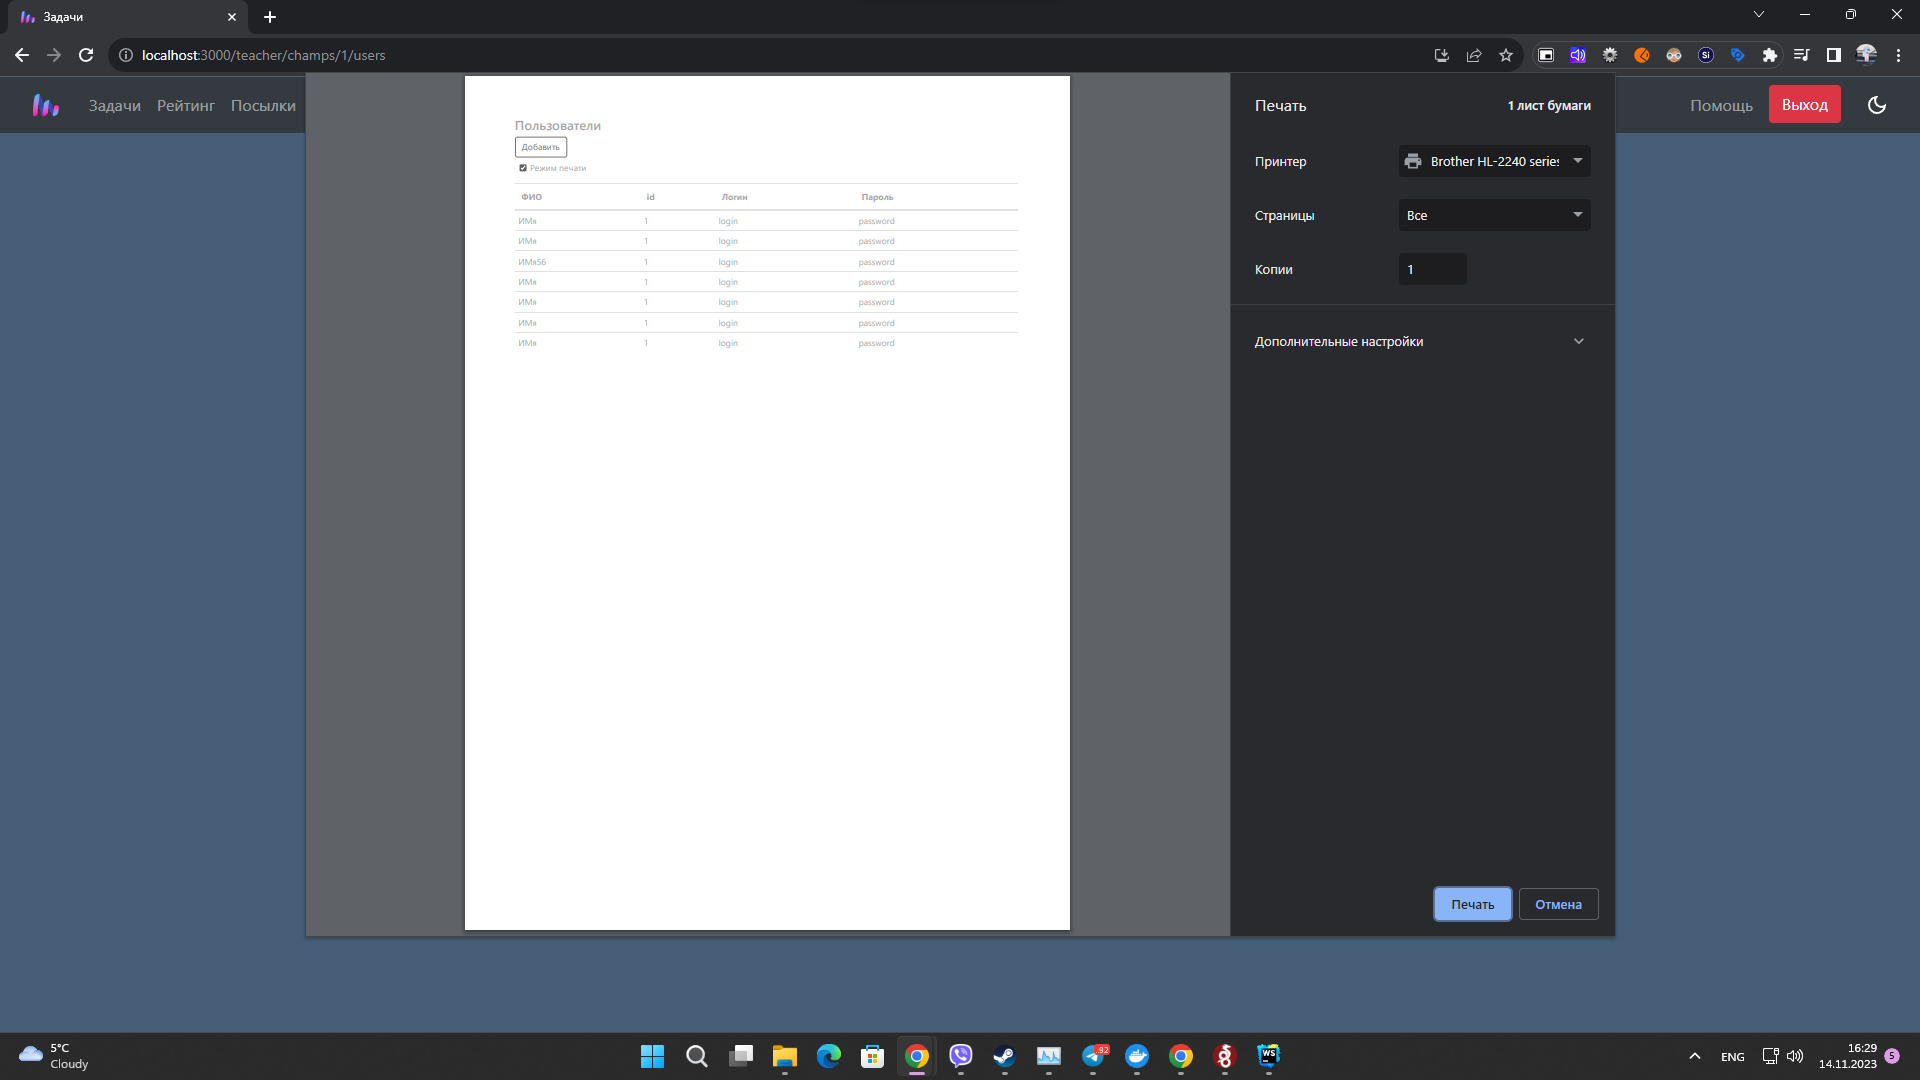 Задачи
localhost:3000/teacher/champs/1/users
Задачи Рейтинг Посылки
Помощь Выход
Пользователи
Добавить
Режим печати
ФИО id Логин Пароль
ИМя 1 login password
ИМя 1 login password
ИМя56 1 login password
ИМя 1 login password
ИМя 1 login password
ИМя 1 login password
ИМя 1 login password
Печать 1 лист бумаги
Принтер Brother HL-2240 series
Страницы Все
Копии 1
Дополнительные настройки
Печать Отмена
5°C
Cloudy
92
WS
ENG
16:29
14.11.2023
5
Si